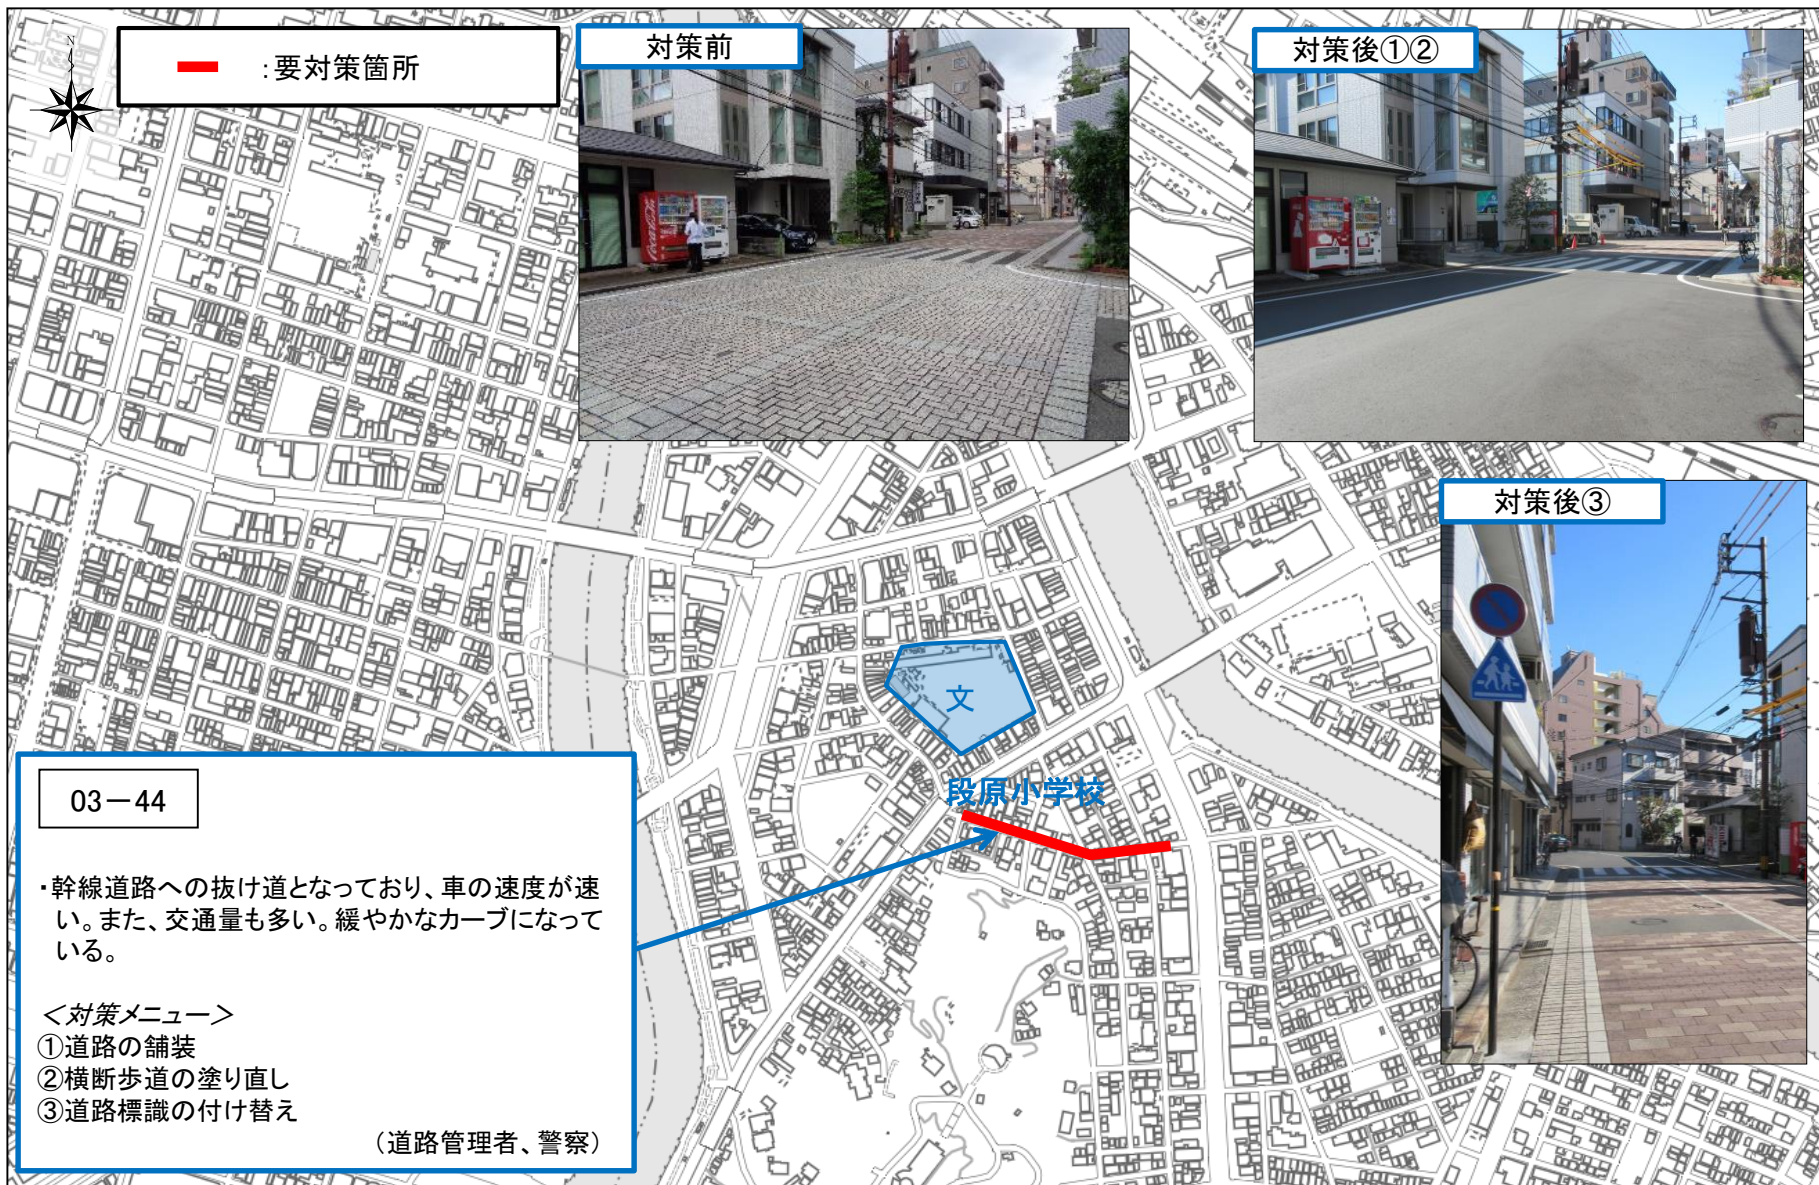 N
:要対策箇所
対策前
対策後①②
対策後③
文
段原小学校
03－44
・幹線道路への抜け道となっており、車の速度が速
い。また、交通量も多い。緩やかなカーブになって
いる。
＜対策メニュー＞
①道路の舗装
②横断歩道の塗り直し
③道路標識の付け替え
（道路管理者、警察）
Coca-Cola